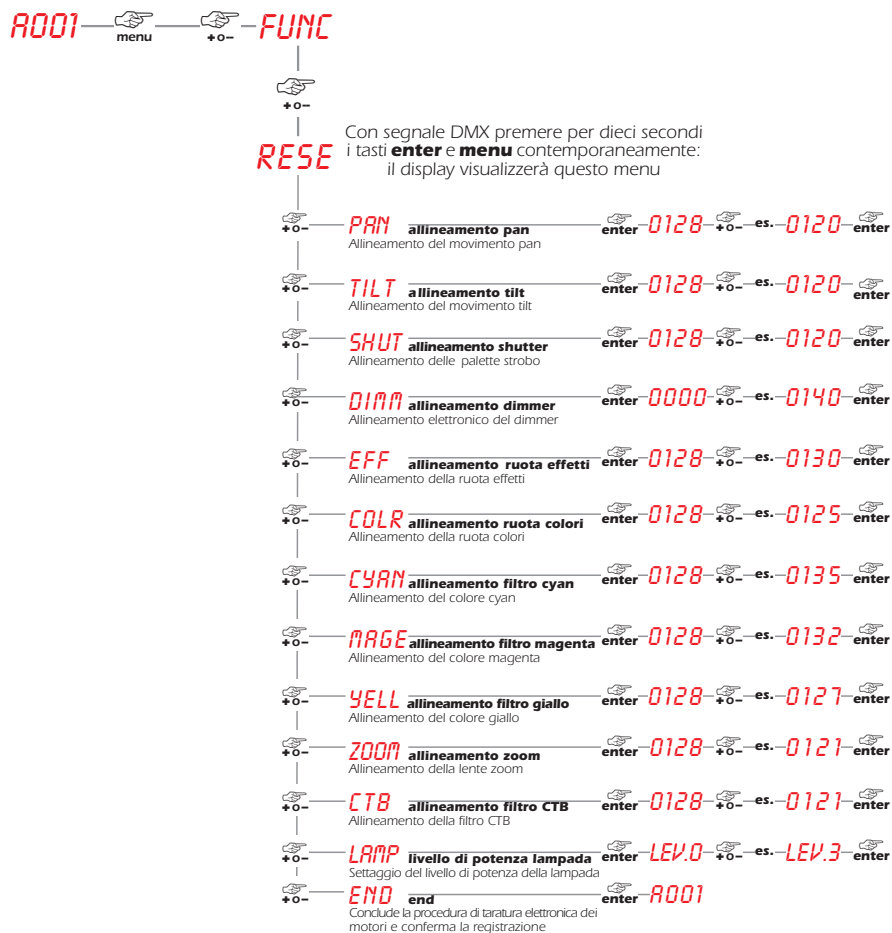 A001 menu +o- FUNC
+o-
RESE
Con segnale DMX premere per dieci secondi
i tasti enter e menu contemporaneamente:
il display visualizzerà questo menu
+o- PAN allineamento pan enter 0128 +o- es. 0120 enter
Allineamento del movimento pan
+o- TILT allineamento tilt enter 0128 +o- es. 0120 enter
Allineamento del movimento tilt
+o- SHUT allineamento shutter enter 0128 +o- es. 0120 enter
Allineamento delle palette strobo
+o- DIMM allineamento dimmer enter 0000 +o- es. 0140 enter
Allineamento elettronico del dimmer
+o- EFF allineamento ruota effetti enter 0128 +o- es. 0130 enter
Allineamento della ruota effetti
+o- COLR allineamento ruota colori enter 0128 +o- es. 0125 enter
Allineamento della ruota colori
+o- CYAN allineamento filtro cyan enter 0128 +o- es. 0135 enter
Allineamento del colore cyan
+o- MAGE allineamento filtro magenta enter 0128 +o- es. 0132 enter
Allineamento del colore magenta
+o- YELL allineamento filtro giallo enter 0128 +o- es. 0127 enter
Allineamento del colore giallo
+o- ZOOM allineamento zoom enter 0128 +o- es. 0121 enter
Allineamento della lente zoom
+o- CTB allineamento filtro CTB enter 0128 +o- es. 0121 enter
Allineamento della filtro CTB
+o- LAMP livello di potenza lampada enter LEV.0 +o- es. LEV.3 enter
Settaggio del livello di potenza della lampada
+o- END end enter A001
Conclude la procedura di taratura elettronica dei
motori e conferma la registrazione